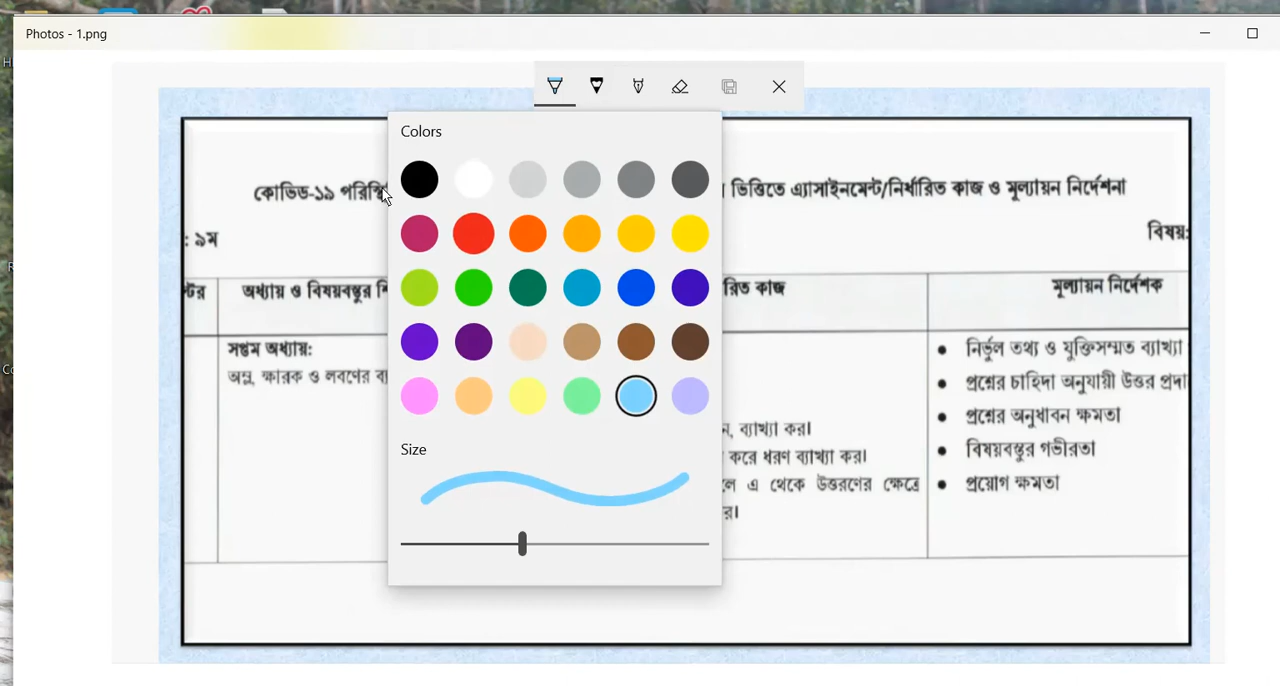 Photos - 1.png
Colors
Size
কোভিড-১৯
ভিত্তিতে এ্যাসাইনমেন্ট/নির্ধারিত কাজ ও মূল্যায়ন নির্দেশনা
: ৯ম
বিষয়:
অধ্যায় ও বিষয়বস্তুর
কাজ
মূল্যায়ন নির্দেশক
সপ্তম অধ্যায়:
অম্ল, ক্ষারক ও লবণের
ব্যাখ্যা কর।
করে ধরণ ব্যাখ্যা কর।
এ থেকে উত্তরণের ক্ষেত্রে
• নির্ভুল তথ্য ও যুক্তিসম্মত ব্যাখ্যা
• প্রশ্নের চাহিদা অনুযায়ী উত্তর
• প্রশ্নের অনুধাবন ক্ষমতা
• বিষয়বস্তুর গভীরতা
• প্রয়োগ ক্ষমতা